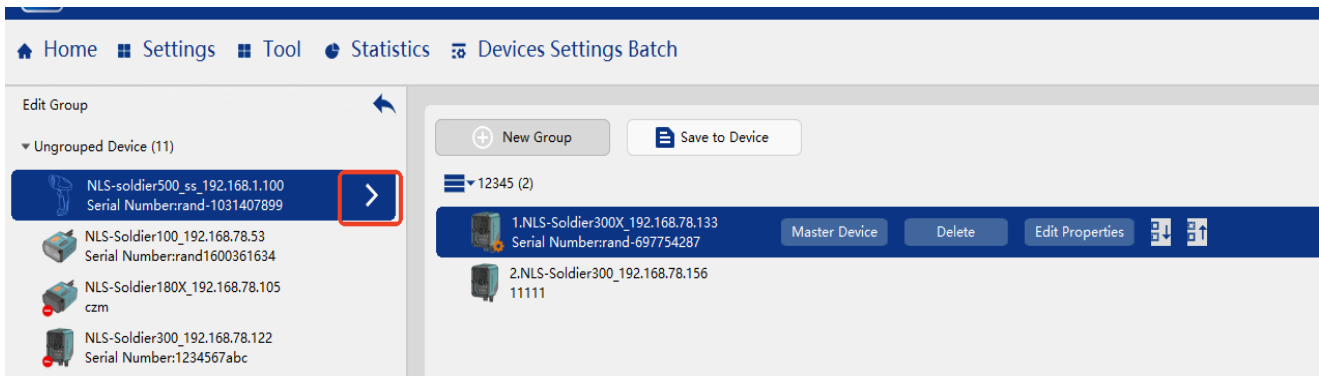 Home Settings Tool Statistics Devices Settings Batch
Edit Group
Ungrouped Device (11)
NLS-soldier500_ss_192.168.1.100
Serial Number:rand-1031407899
NLS-Soldier100_192.168.78.53
Serial Number:rand1600361634
NLS-Soldier180X_192.168.78.105
czm
NLS-Soldier300_192.168.78.122
Serial Number:1234567abc
New Group Save to Device
12345 (2)
1.NLS-Soldier300X_192.168.78.133
Serial Number:rand-697754287
Master Device Delete Edit Properties
2.NLS-Soldier300_192.168.78.156
11111